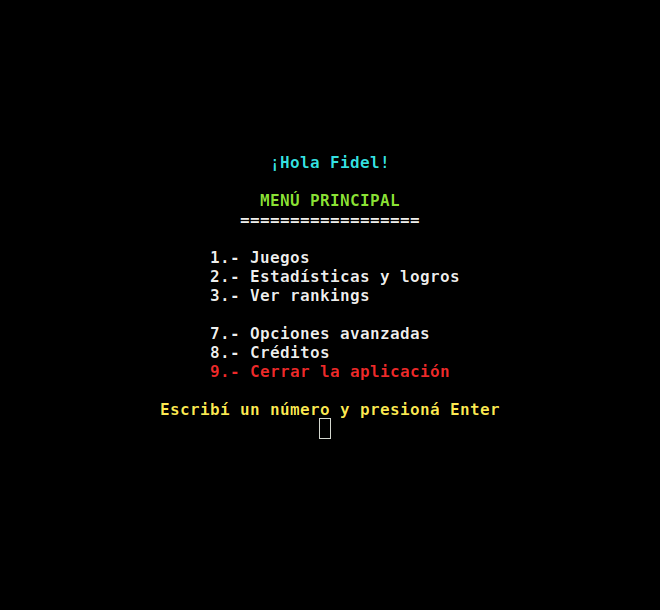 ¡Hola Fidel!
MENÚ PRINCIPAL
==================
1.- Juegos
2.- Estadísticas y logros
3.- Ver rankings
7.- Opciones avanzadas
8.- Créditos
9.- Cerrar la aplicación
Escribí un número y presioná Enter